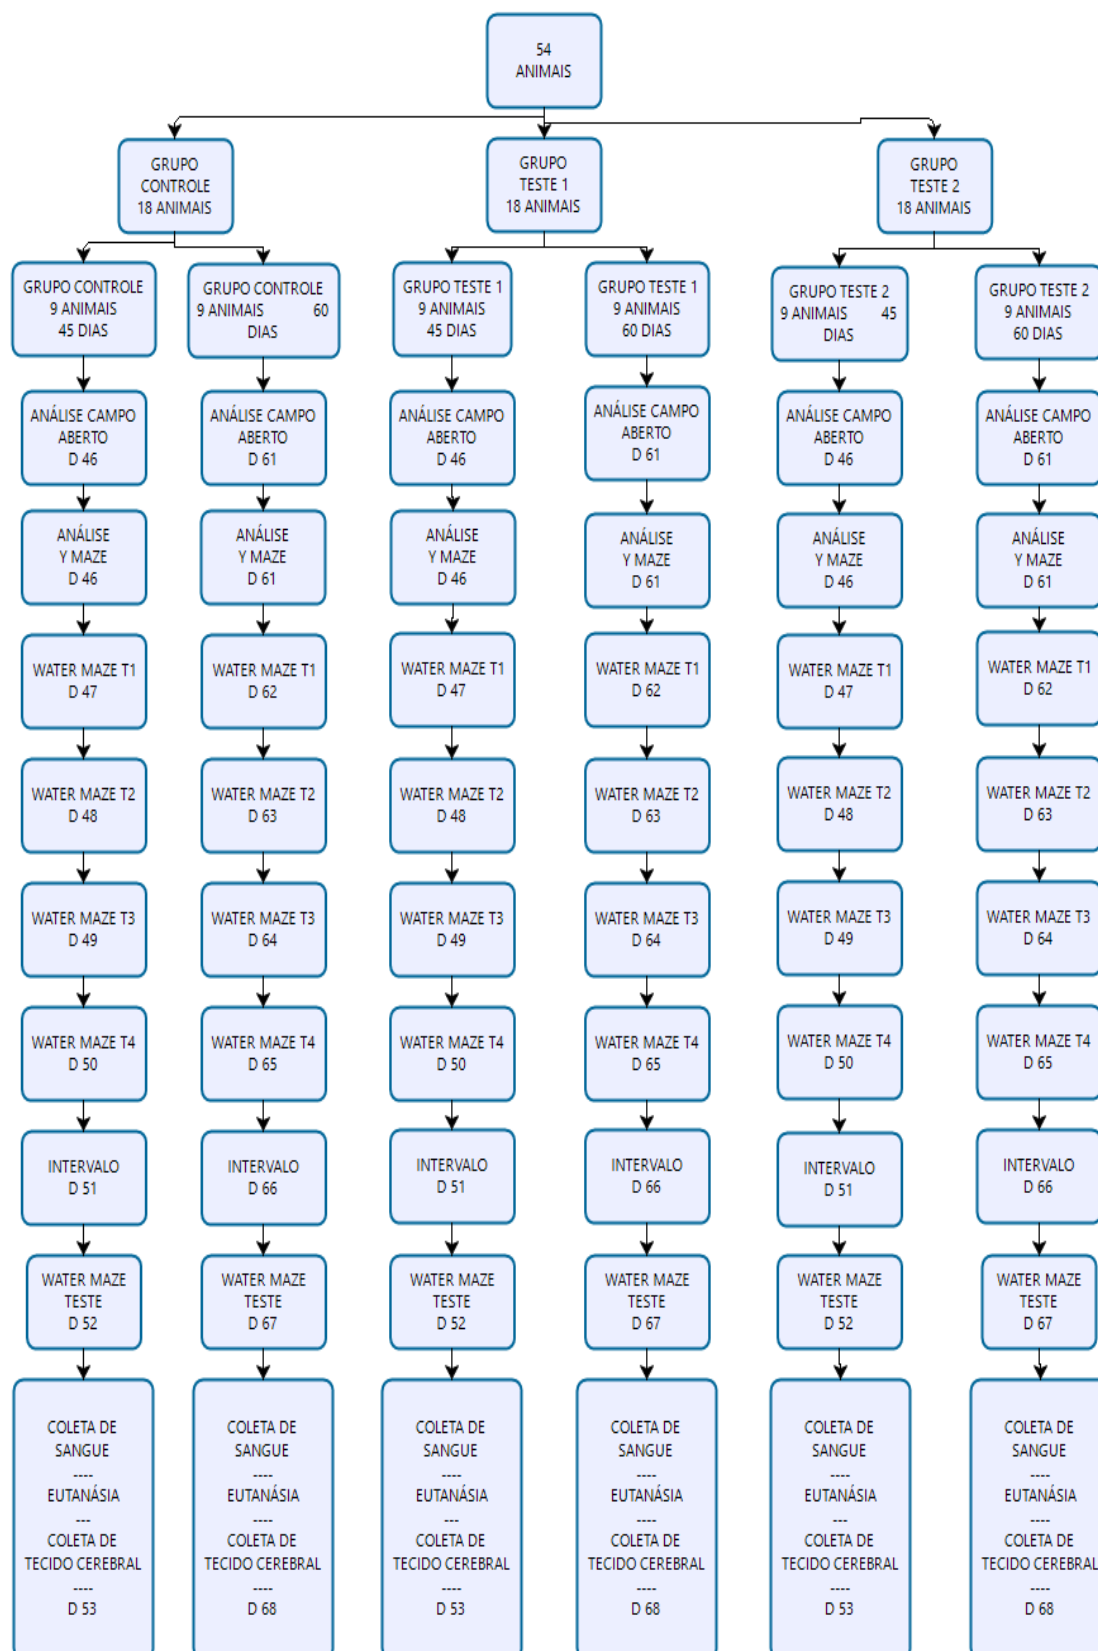 54
ANIMAIS
GRUPO
CONTROLE
18 ANIMAIS
GRUPO
TESTE 1
18 ANIMAIS
GRUPO
TESTE 2
18 ANIMAIS
GRUPO CONTROLE
9 ANIMAIS
45 DIAS
GRUPO CONTROLE
9 ANIMAIS 60
DIAS
GRUPO TESTE 1
9 ANIMAIS
45 DIAS
GRUPO TESTE 1
9 ANIMAIS
60 DIAS
GRUPO TESTE 2
9 ANIMAIS 45
DIAS
GRUPO TESTE 2
9 ANIMAIS
60 DIAS
ANÁLISE CAMPO
ABERTO
D 46
ANÁLISE CAMPO
ABERTO
D 61
ANÁLISE CAMPO
ABERTO
D 46
ANÁLISE CAMPO
ABERTO
D 61
ANÁLISE CAMPO
ABERTO
D 46
ANÁLISE CAMPO
ABERTO
D 61
ANÁLISE
Y MAZE
D 46
ANÁLISE
Y MAZE
D 61
ANÁLISE
Y MAZE
D 46
ANÁLISE
Y MAZE
D 61
ANÁLISE
Y MAZE
D 46
ANÁLISE
Y MAZE
D 61
WATER MAZE T1
D 47
WATER MAZE T1
D 62
WATER MAZE T1
D 47
WATER MAZE T1
D 62
WATER MAZE T1
D 47
WATER MAZE T1
D 62
WATER MAZE T2
D 48
WATER MAZE T2
D 63
WATER MAZE T2
D 48
WATER MAZE T2
D 63
WATER MAZE T2
D 48
WATER MAZE T2
D 63
WATER MAZE T3
D 49
WATER MAZE T3
D 64
WATER MAZE T3
D 49
WATER MAZE T3
D 64
WATER MAZE T3
D 49
WATER MAZE T3
D 64
WATER MAZE T4
D 50
WATER MAZE T4
D 65
WATER MAZE T4
D 50
WATER MAZE T4
D 65
WATER MAZE T4
D 50
WATER MAZE T4
D 65
INTERVALO
D 51
INTERVALO
D 66
INTERVALO
D 51
INTERVALO
D 66
INTERVALO
D 51
INTERVALO
D 66
WATER MAZE
TESTE
D 52
WATER MAZE
TESTE
D 67
WATER MAZE
TESTE
D 52
WATER MAZE
TESTE
D 67
WATER MAZE
TESTE
D 52
WATER MAZE
TESTE
D 67
COLETA DE
SANGUE
----
EUTANÁSIA
---
COLETA DE
TECIDO CEREBRAL
----
D 53
COLETA DE
SANGUE
----
EUTANÁSIA
----
COLETA DE
TECIDO CEREBRAL
----
D 68
COLETA DE
SANGUE
----
EUTANÁSIA
---
COLETA DE
TECIDO CEREBRAL
----
D 53
COLETA DE
SANGUE
----
EUTANÁSIA
----
COLETA DE
TECIDO CEREBRAL
----
D 68
COLETA DE
SANGUE
----
EUTANÁSIA
---
COLETA DE
TECIDO CEREBRAL
----
D 53
COLETA DE
SANGUE
----
EUTANÁSIA
----
COLETA DE
TECIDO CEREBRAL
----
D 68